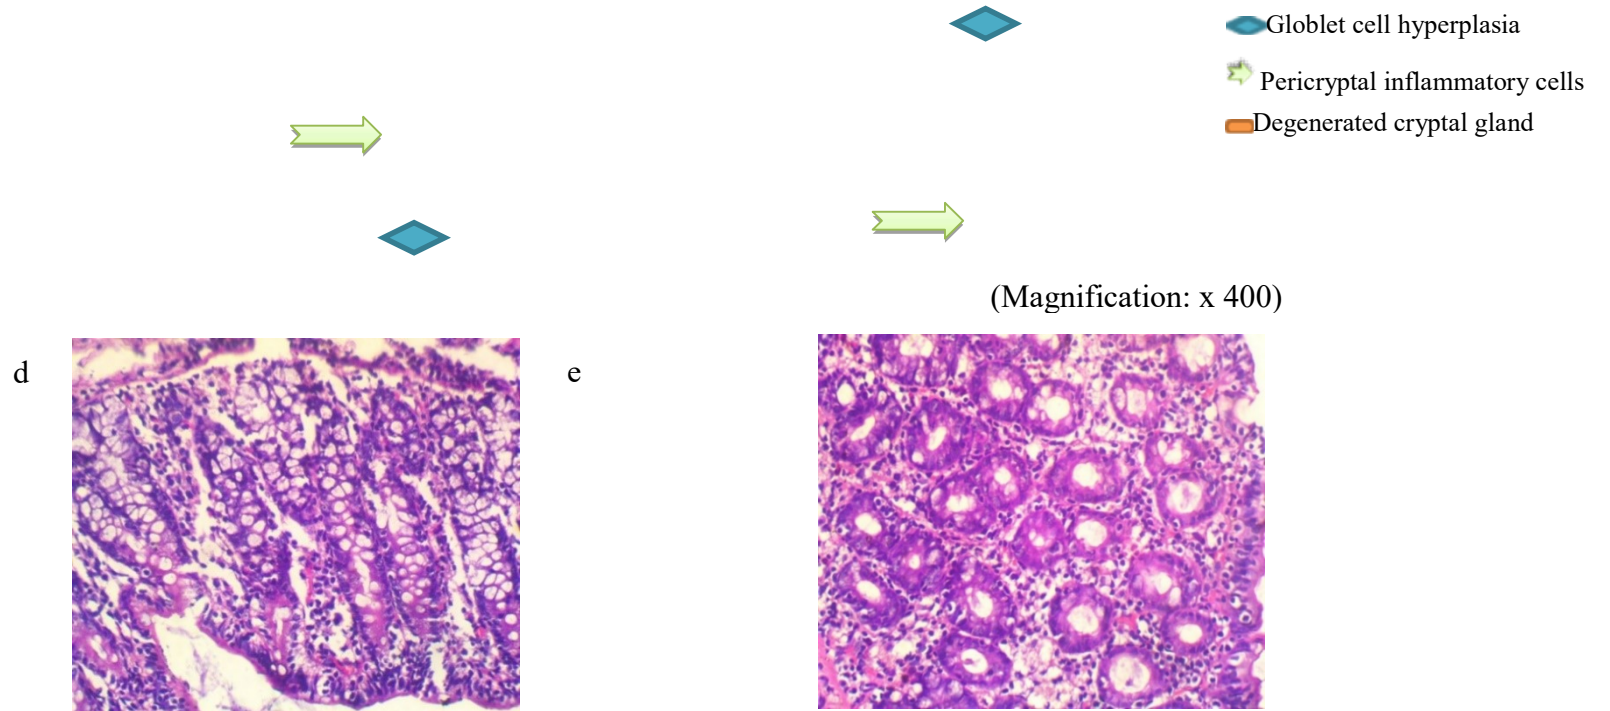 Globlet cell hyperplasia
Pericryptal inflammatory cells
Degenerated cryptal gland
(Magnification: x 400)
d
e